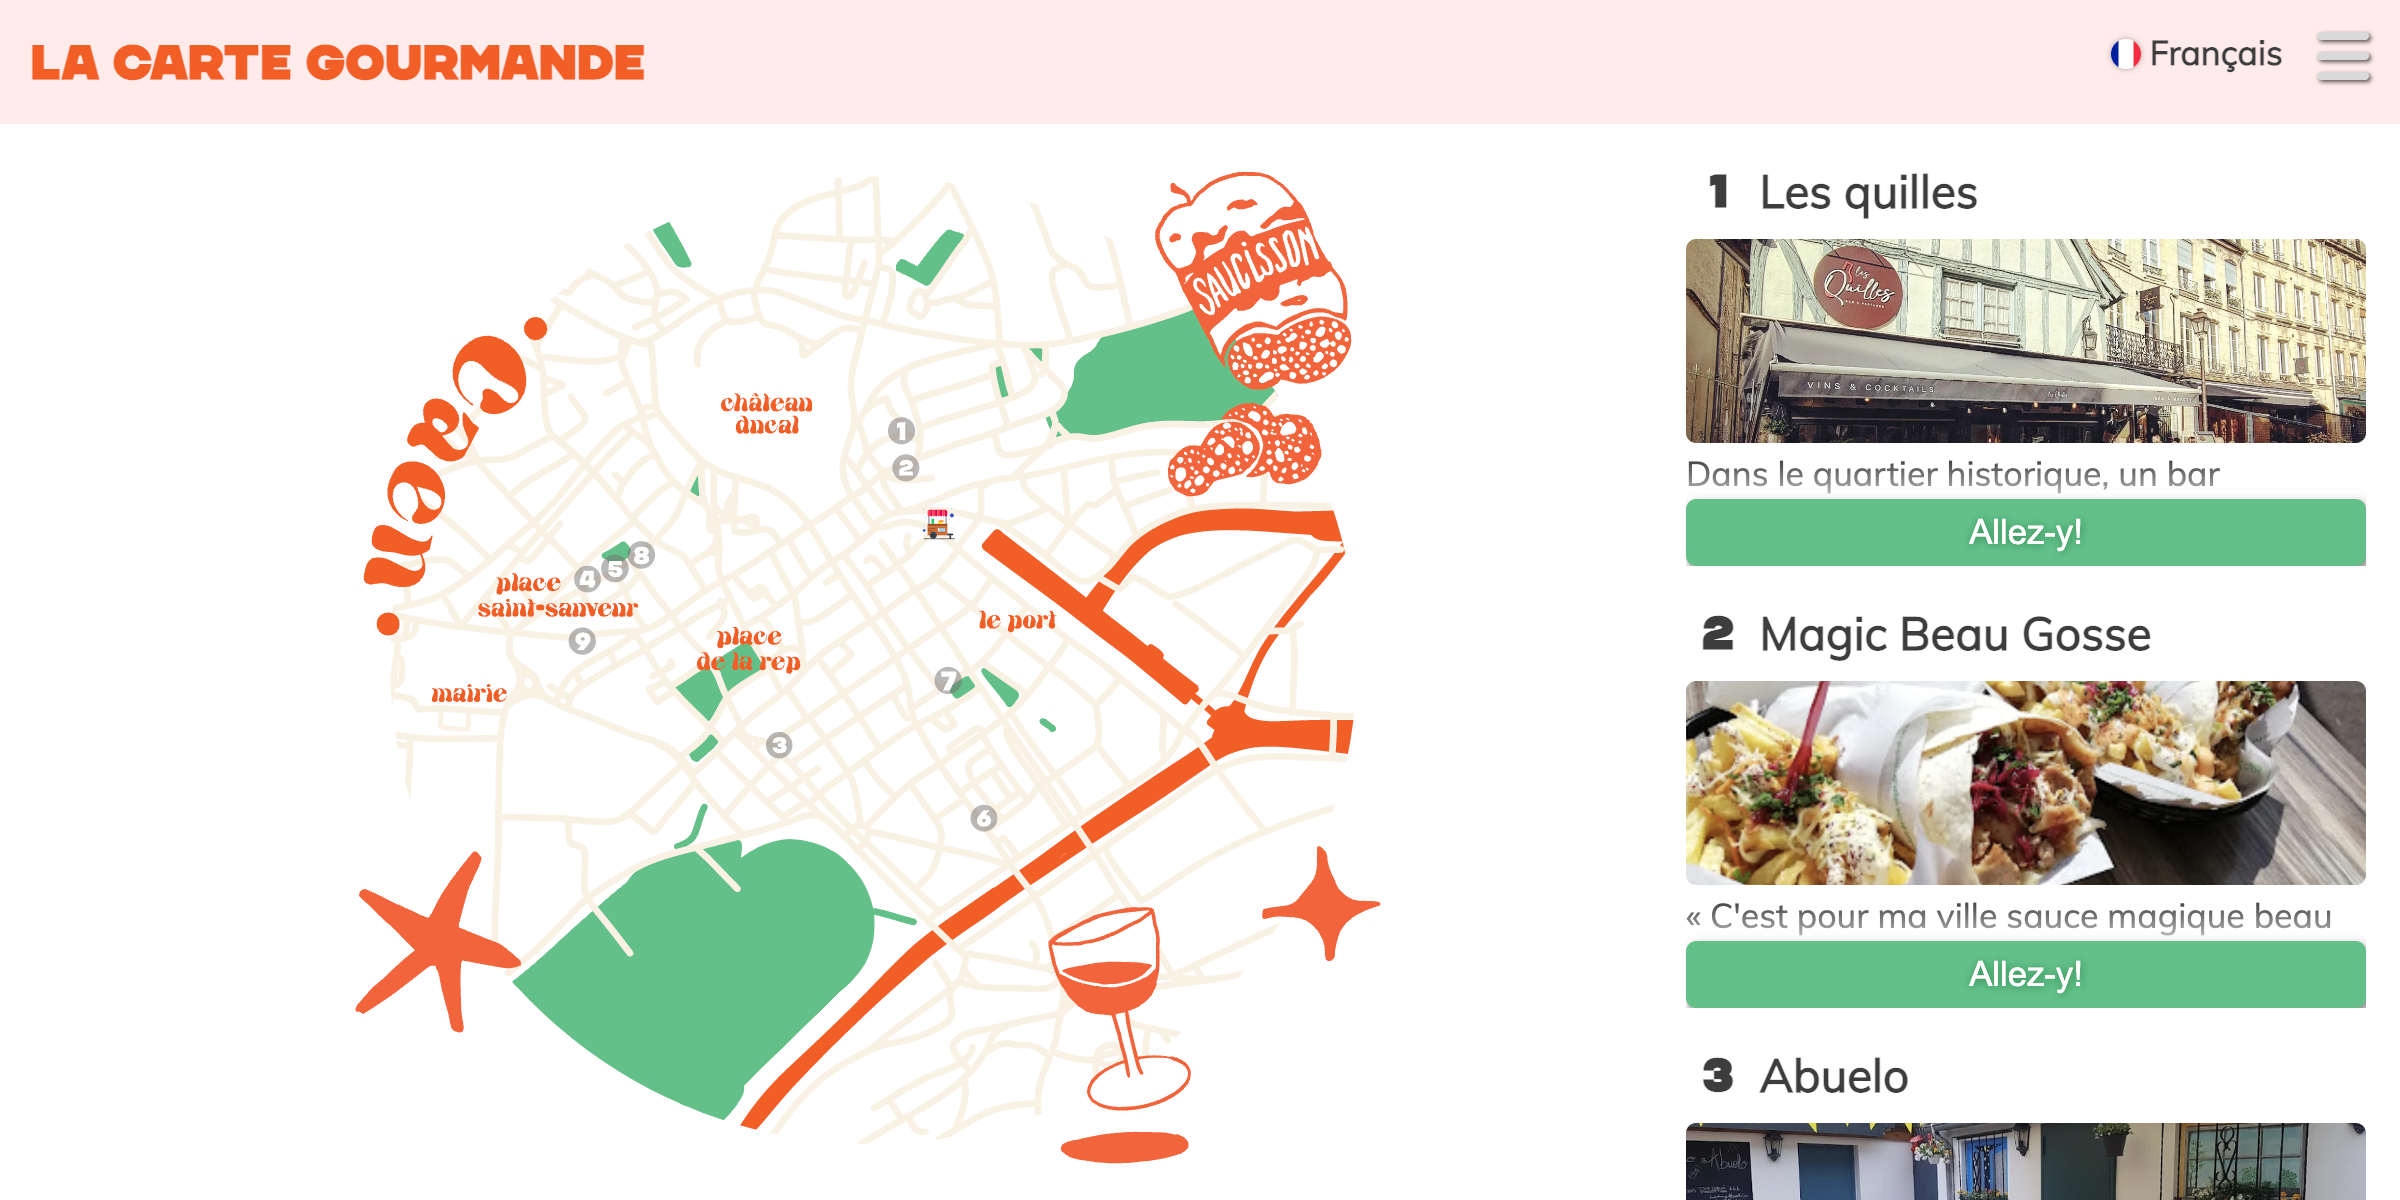 LA CARTE GOURMANDE
Français
SAUCISSON
. Caen .
château
ducal
1
2
8
5
4
place
saint-sauveur
9
place
de la rep
le port
mairie
7
3
6
1 Les quilles
les
Quilles
VINS & COCKTAILS
Dans le quartier historique, un bar
Allez-y!
2 Magic Beau Gosse
« C'est pour ma ville sauce magique beau
Allez-y!
3 Abuelo
Abuelo